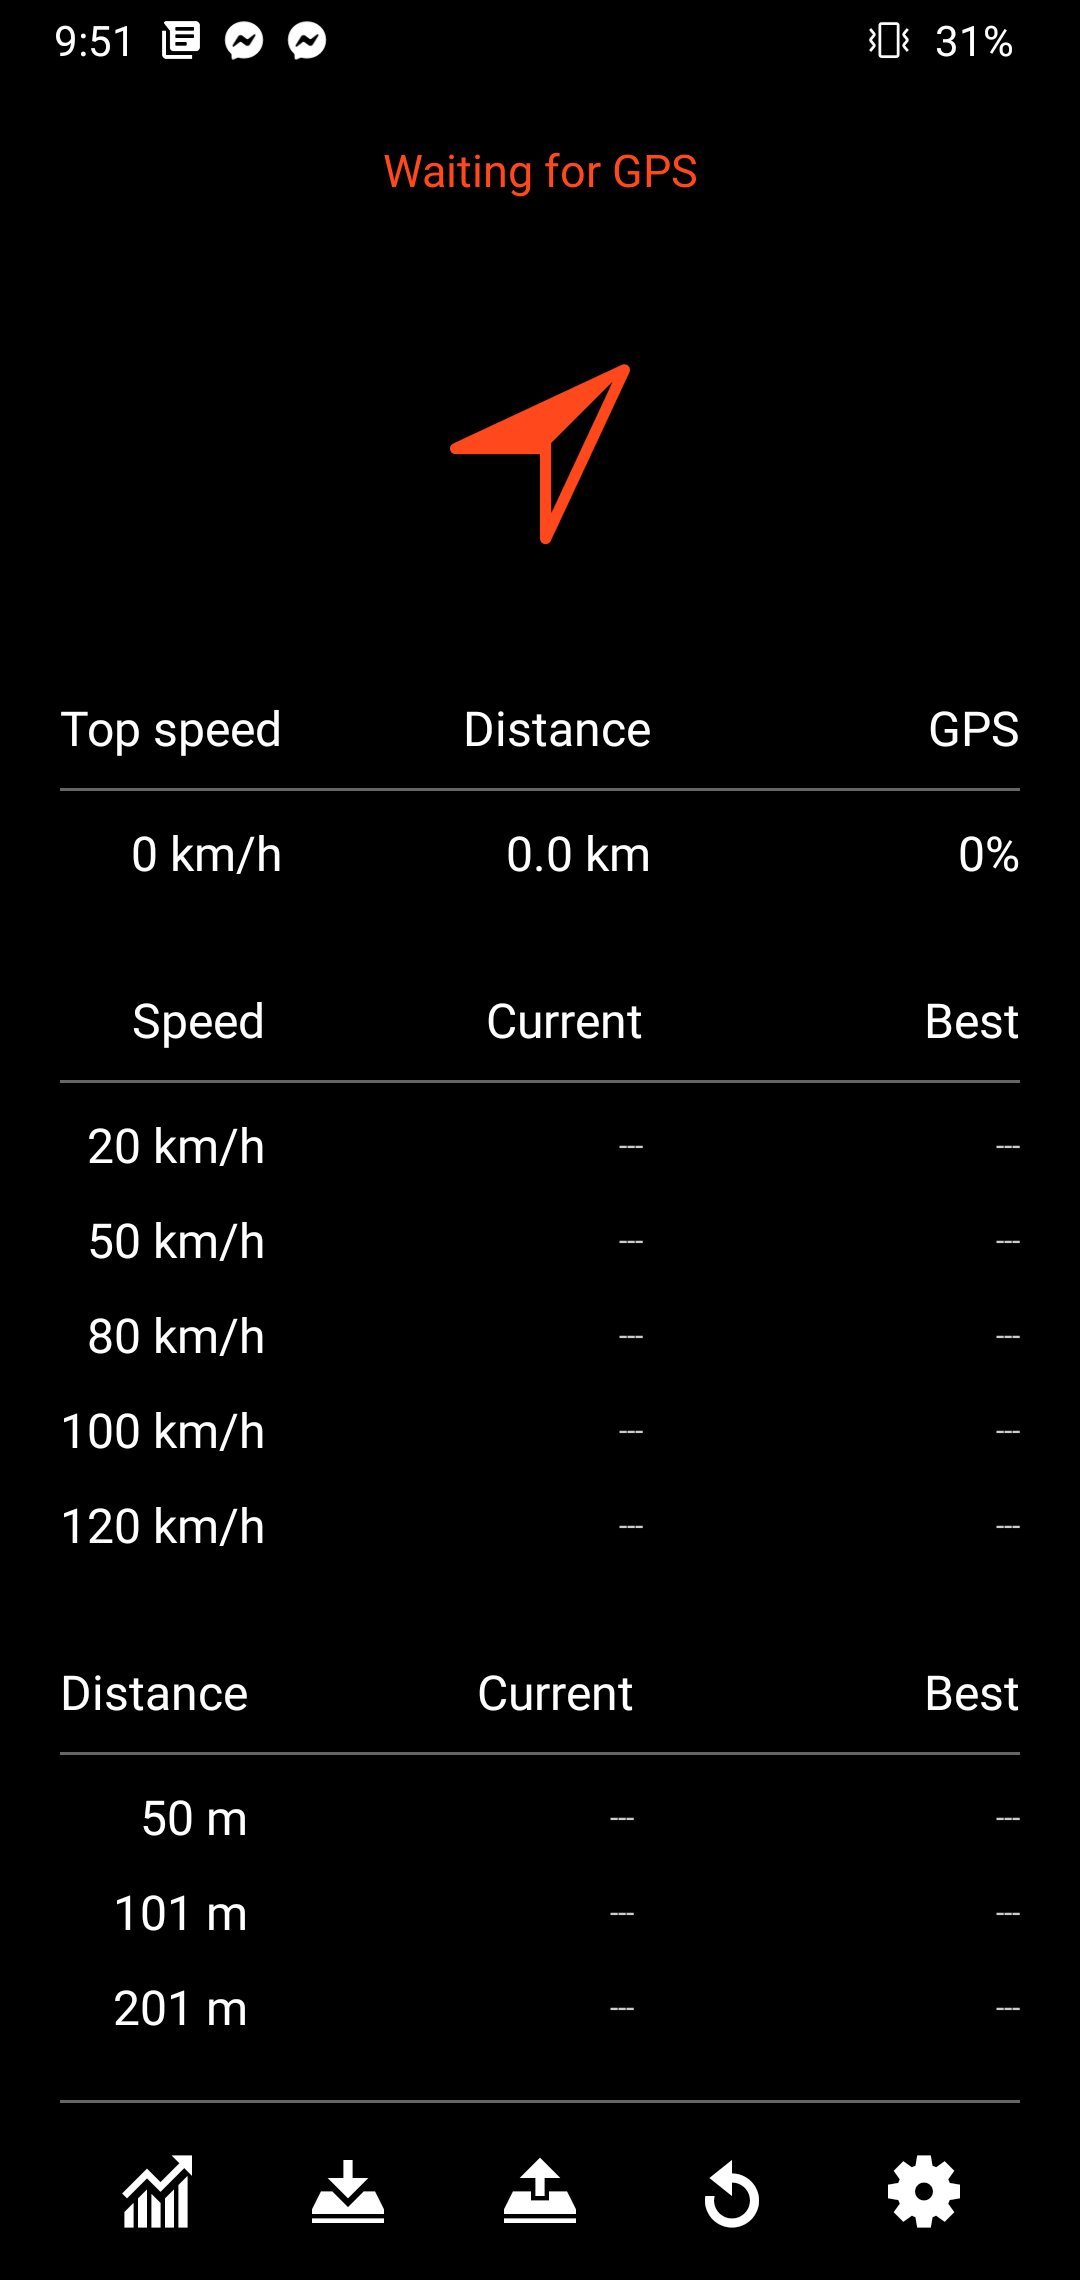 9:51 31%
Waiting for GPS
Top speed Distance GPS
0 km/h 0.0 km 0%
Speed Current Best
20 km/h --- ---
50 km/h --- ---
80 km/h --- ---
100 km/h --- ---
120 km/h --- ---
Distance Current Best
50 m --- ---
101 m --- ---
201 m --- ---